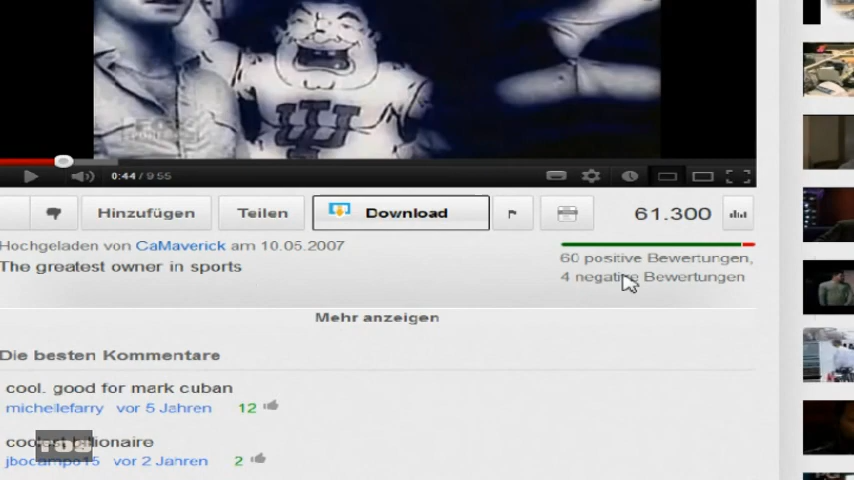 0:44 / 9:55
Hinzufügen
Teilen
Download
61.300
Hochgeladen von CaMaverick am 10.05.2007
The greatest owner in sports
60 positive Bewertungen,
4 negative Bewertungen
Mehr anzeigen
Die besten Kommentare
cool. good for mark cuban
michellefarry vor 5 Jahren 12
coolest billionaire
jbocampo15 vor 2 Jahren 2